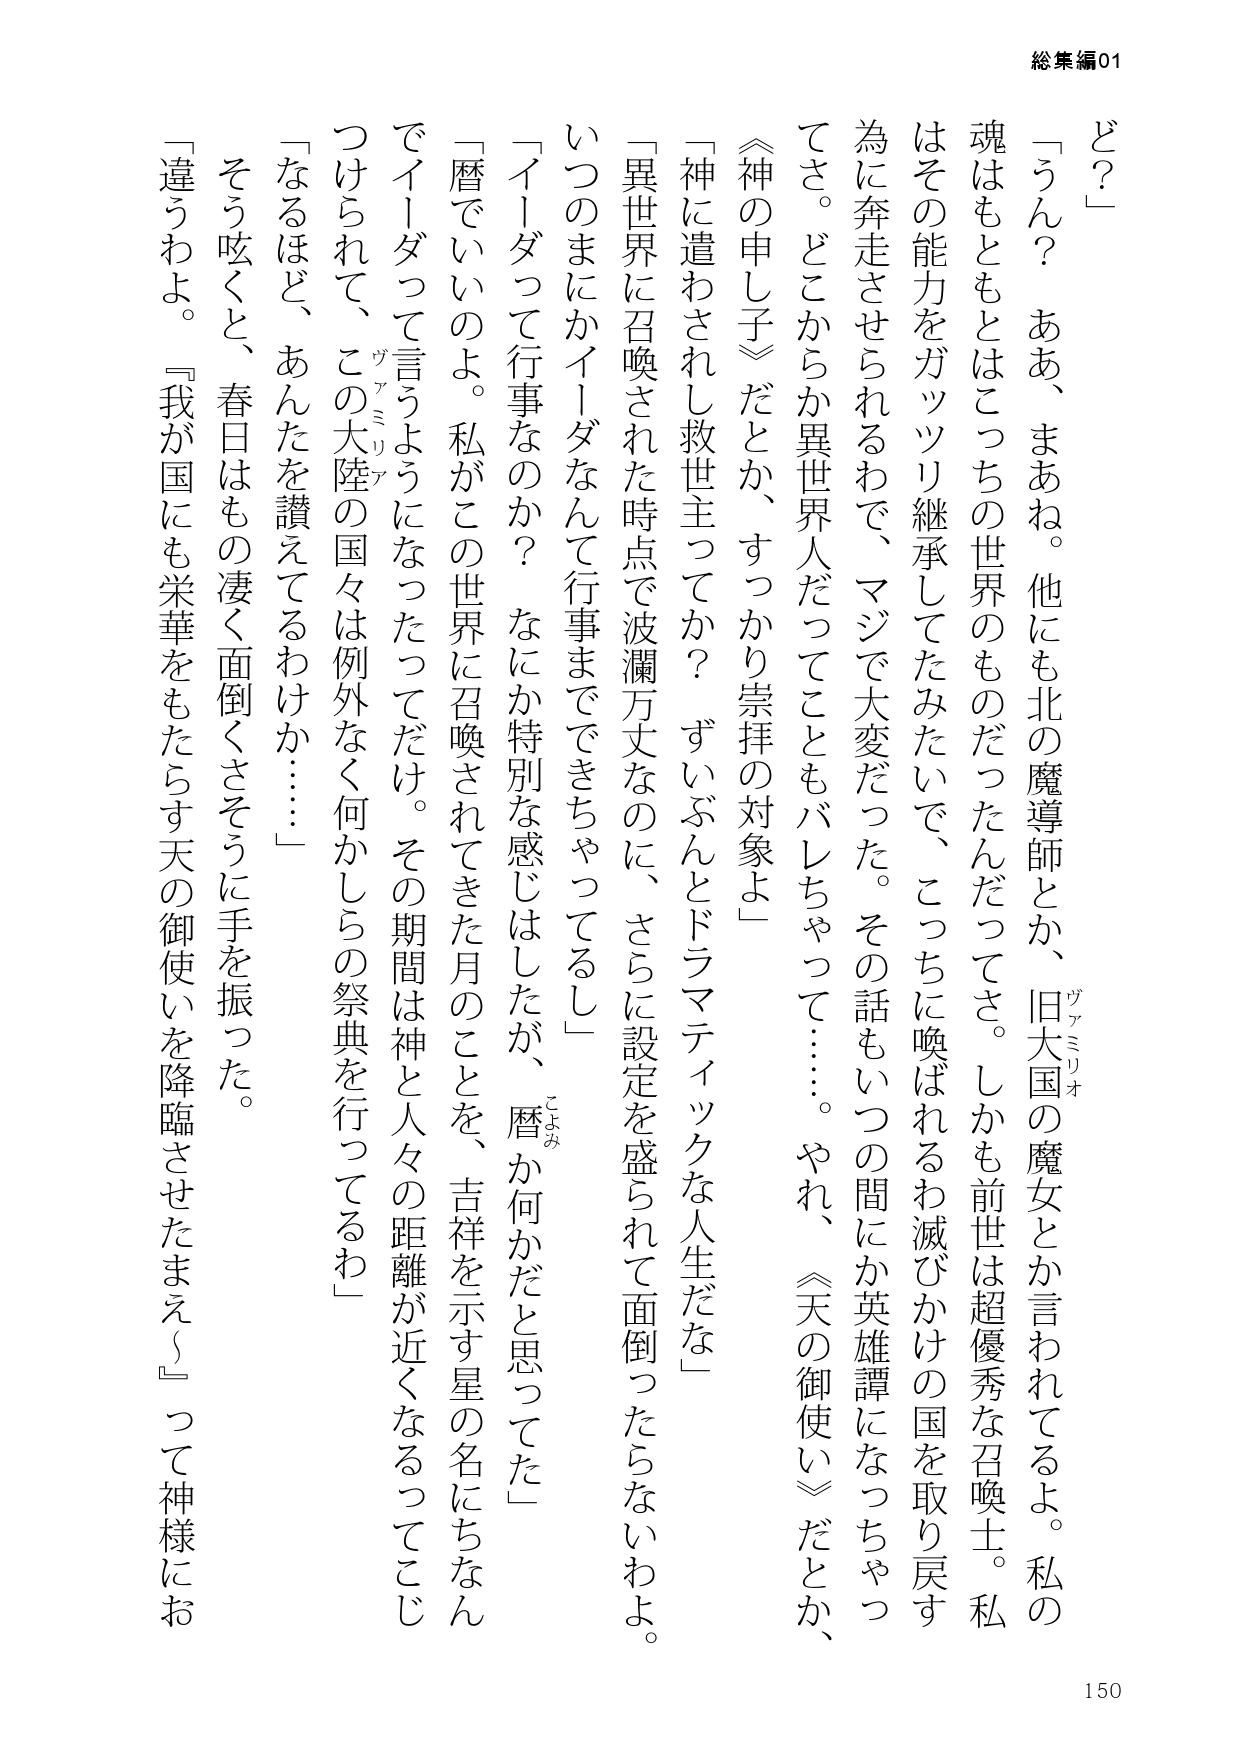 総集編01
ど？」
「うん？　ああ、まあね。他にも北の魔導師とか、旧大国の魔女とか言われてるよ。私の
ヴァミリオ
魂はもともとはこっちの世界のものだったんだってさ。しかも前世は超優秀な召喚士。私
はその能力をガッツリ継承してたみたいで、こっちに喚ばれるわ滅びかけの国を取り戻す
為に奔走させられるわで、マジで大変だった。その話もいつの間にか英雄譚になっちゃっ
てさ。どこからか異世界人だってこともバレちゃって……。やれ、《天の御使い》だとか、
《神の申し子》だとか、すっかり崇拝の対象よ」
「神に遣わされし救世主ってか？　ずいぶんとドラマティックな人生だな」
「異世界に召喚された時点で波瀾万丈なのに、さらに設定を盛られて面倒ったらないわよ。
いつのまにかイーダなんて行事までできちゃってるし」
「イーダって行事なのか？　なにか特別な感じはしたが、暦か何かだと思ってた」
こよみ
「暦でいいのよ。私がこの世界に召喚されてきた月のことを、吉祥を示す星の名にちなん
でイーダって言うようになったってだけ。その期間は神と人々の距離が近くなるってこじ
つけられて、この大陸の国々は例外なく何かしらの祭典を行ってるわ」
ヴァミリア
「なるほど、あんたを讃えてるわけか……」
そう呟くと、春日はもの凄く面倒くさそうに手を振った。
「違うわよ。『我が国にも栄華をもたらす天の御使いを降臨させたまえ～』って神様にお
150